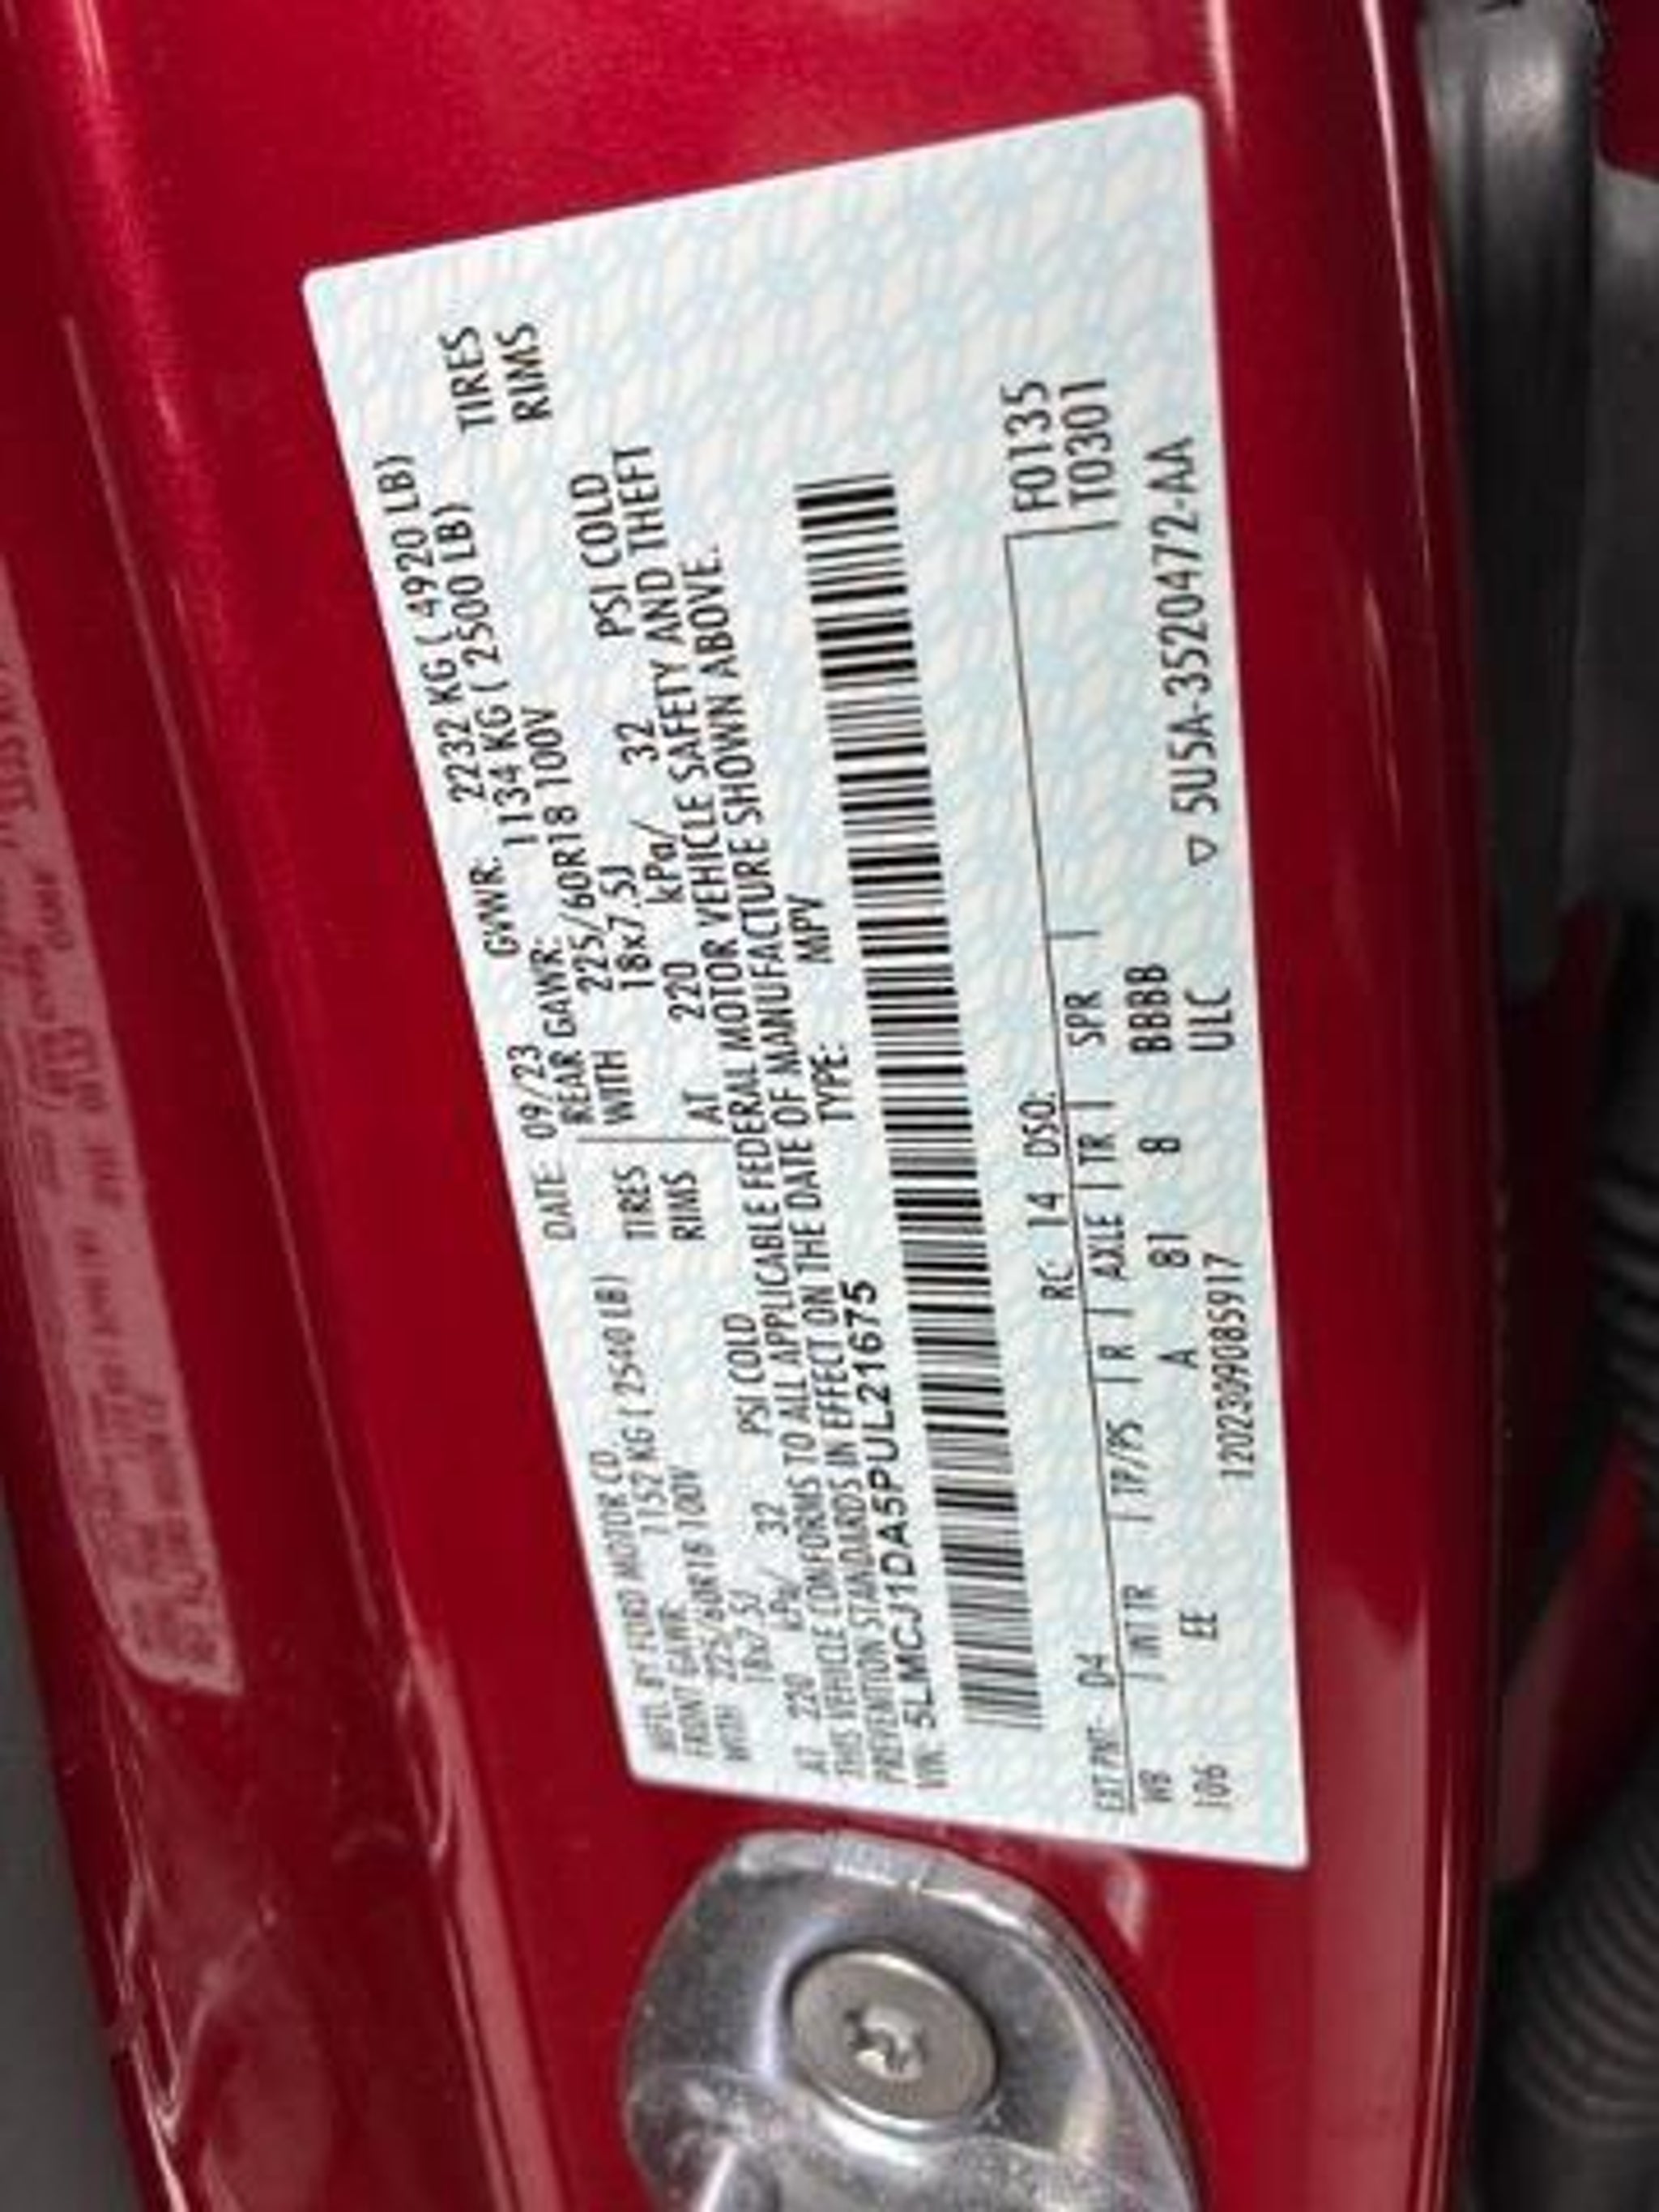 MFD. BY FORD MOTOR CO.
DATE: 09/23 GVWR: 2232 KG ( 4920 LB)
FRONT GAWR: 1152 KG ( 2540 LB) REAR GAWR: 1134 KG ( 2500 LB)
WITH 225/60R18 100V TIRES WITH 225/60R18 100V TIRES
18x7.5J RIMS 18x7.5J RIMS
AT 220 kPa/ 32 PSI COLD AT 220 kPa/ 32 PSI COLD
THIS VEHICLE CONFORMS TO ALL APPLICABLE FEDERAL MOTOR VEHICLE SAFETY AND THEFT
PREVENTION STANDARDS IN EFFECT ON THE DATE OF MANUFACTURE SHOWN ABOVE.
VIN: 5LMCJ1DA5PUL21675 TYPE: MPV
F0135
T0301
EXT PNT: D4 RC: 14 DSO:
WB | INT TR | TP/PS | R | AXLE | TR | SPR |
106 EE A 81 8 BBBB
ULC
1202309085917 ▽ 5U5A-3520472-AA